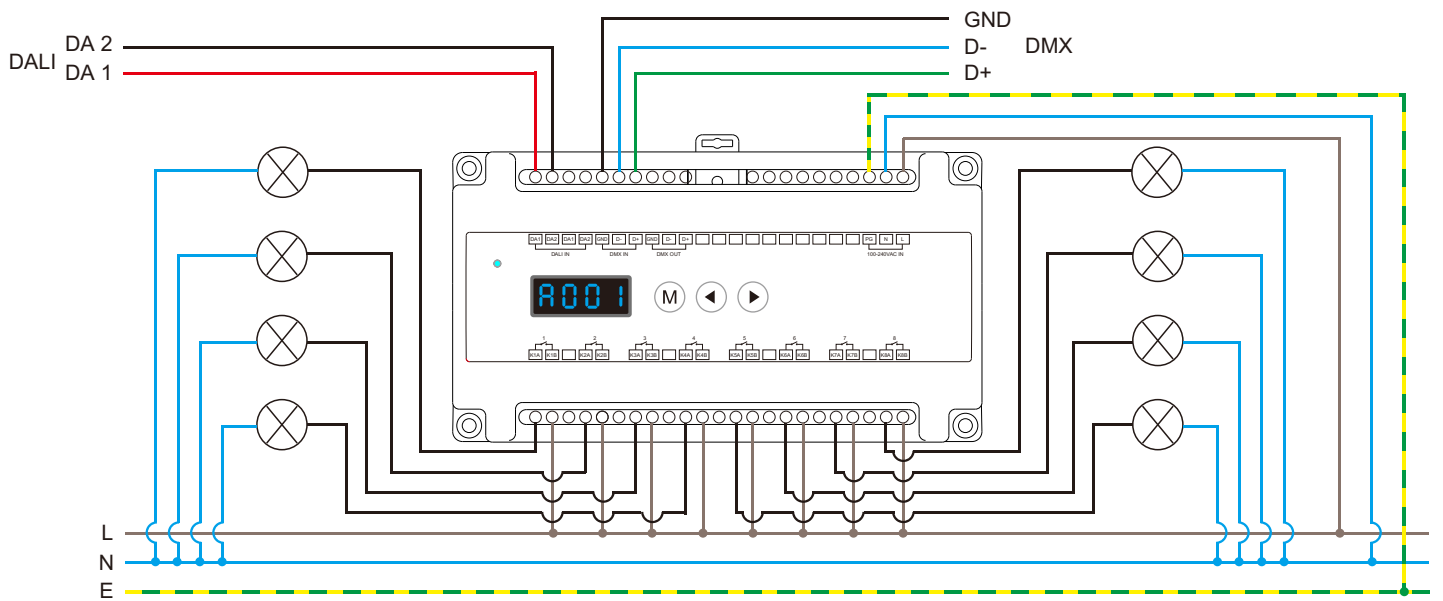 GND
DA 2
D- DMX
DALI
DA 1
D+
DA1 DA2 DA1 DA2 GND D- D+ GND D- D+ PG N L
DALI IN DMX IN DMX OUT 100-240VAC IN
A001 M
1 2 3 4 5 6 7 8
K1A K1B K2A K2B K3A K3B K4A K4B K5A K5B K6A K6B K7A K7B K8A K8B
L
N
E